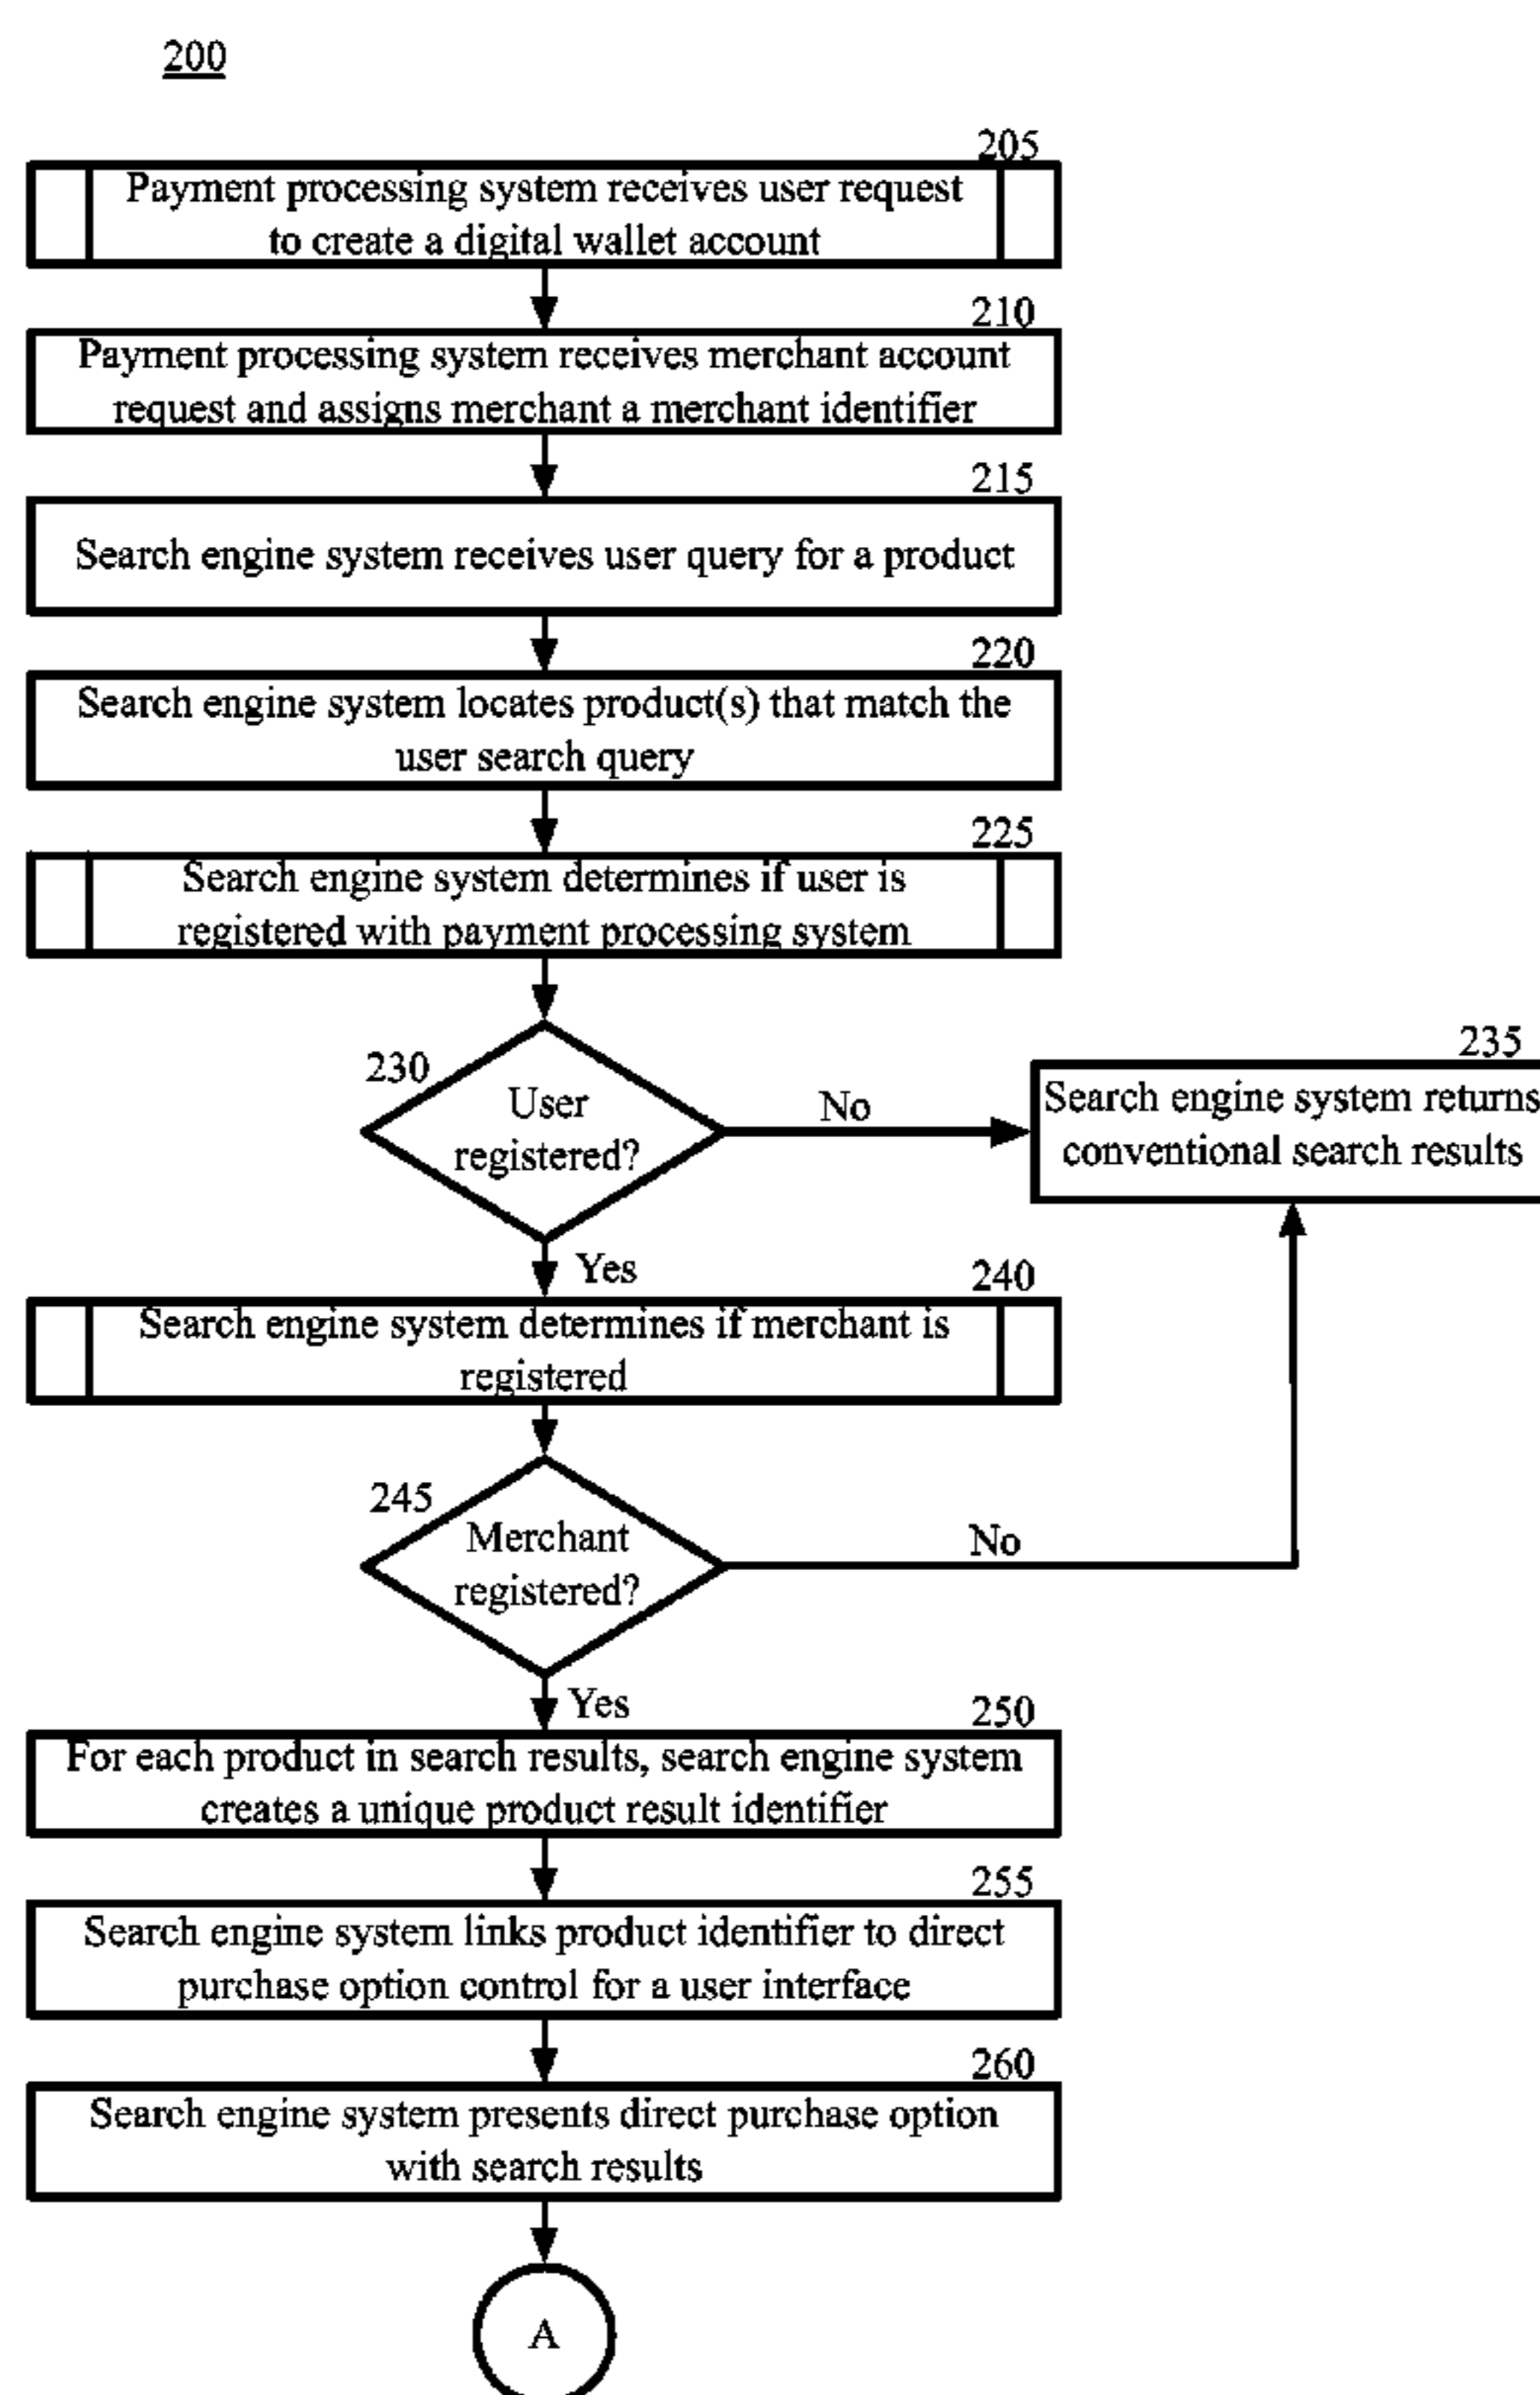 200
205
Payment processing system receives user request
to create a digital wallet account
210
Payment processing system receives merchant account
request and assigns merchant a merchant identifier
215
Search engine system receives user query for a product
220
Search engine system locates product(s) that match the
user search query
225
Search engine system determines if user is
registered with payment processing system
230
User
registered?
No
235
Search engine system returns
conventional search results
Yes
240
Search engine system determines if merchant is
registered
245
Merchant
registered?
No
Yes
250
For each product in search results, search engine system
creates a unique product result identifier
255
Search engine system links product identifier to direct
purchase option control for a user interface
260
Search engine system presents direct purchase option
with search results
A